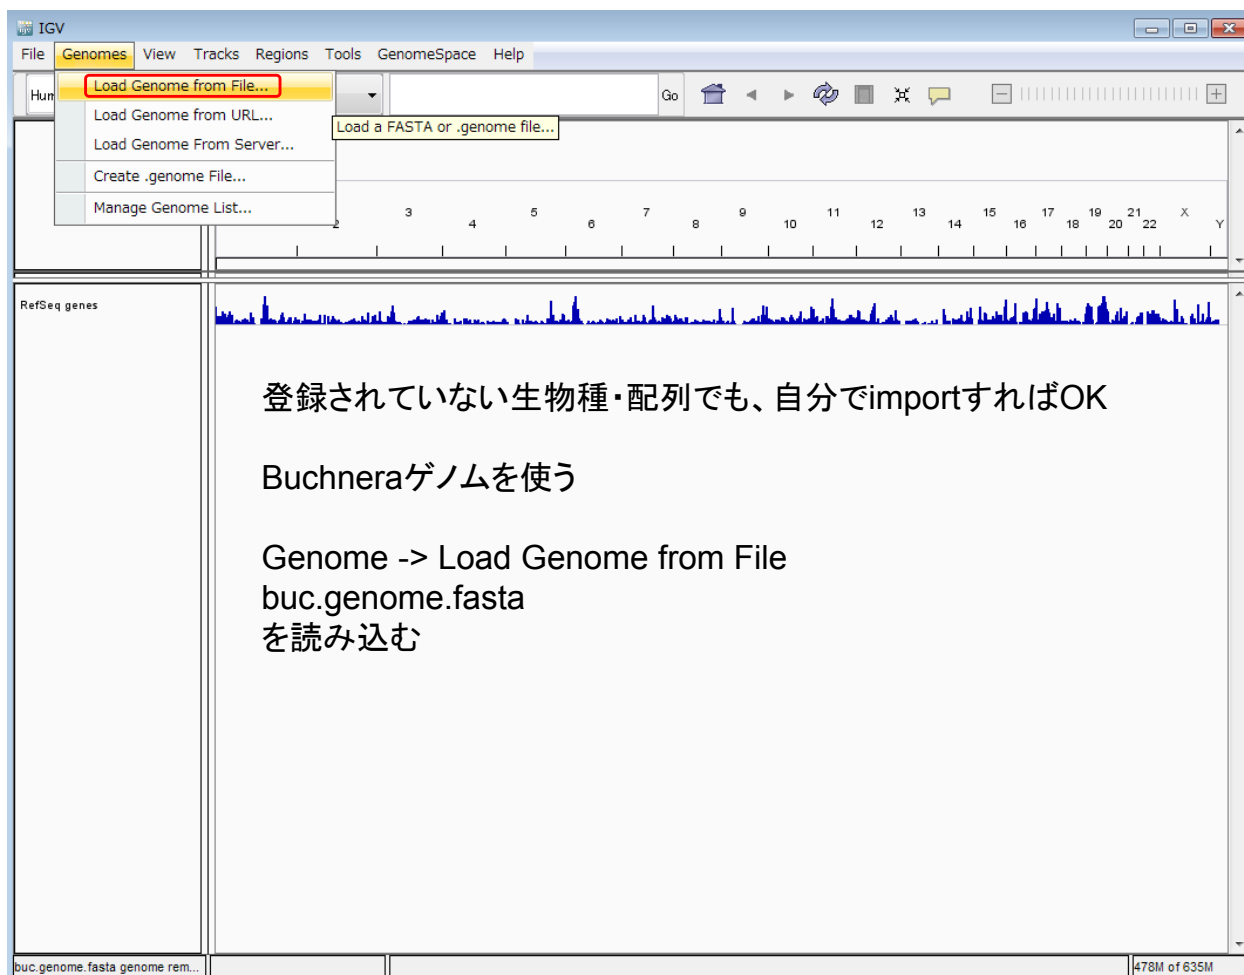 IGV
File Genomes View Tracks Regions Tools GenomeSpace Help
Hum
Go
Load Genome from File...
Load Genome from URL...
Load a FASTA or .genome file...
Load Genome From Server...
Create .genome File...
Manage Genome List...
2 3 4 5 6 7 8 9 10 11 12 13 14 15 16 17 18 19 20 21 22 X Y
RefSeq genes
登録されていない生物種・配列でも、自分でimportすればOK
Buchneraゲノムを使う
Genome -> Load Genome from File
buc.genome.fasta
を読み込む
buc.genome.fasta genome rem...
478M of 635M